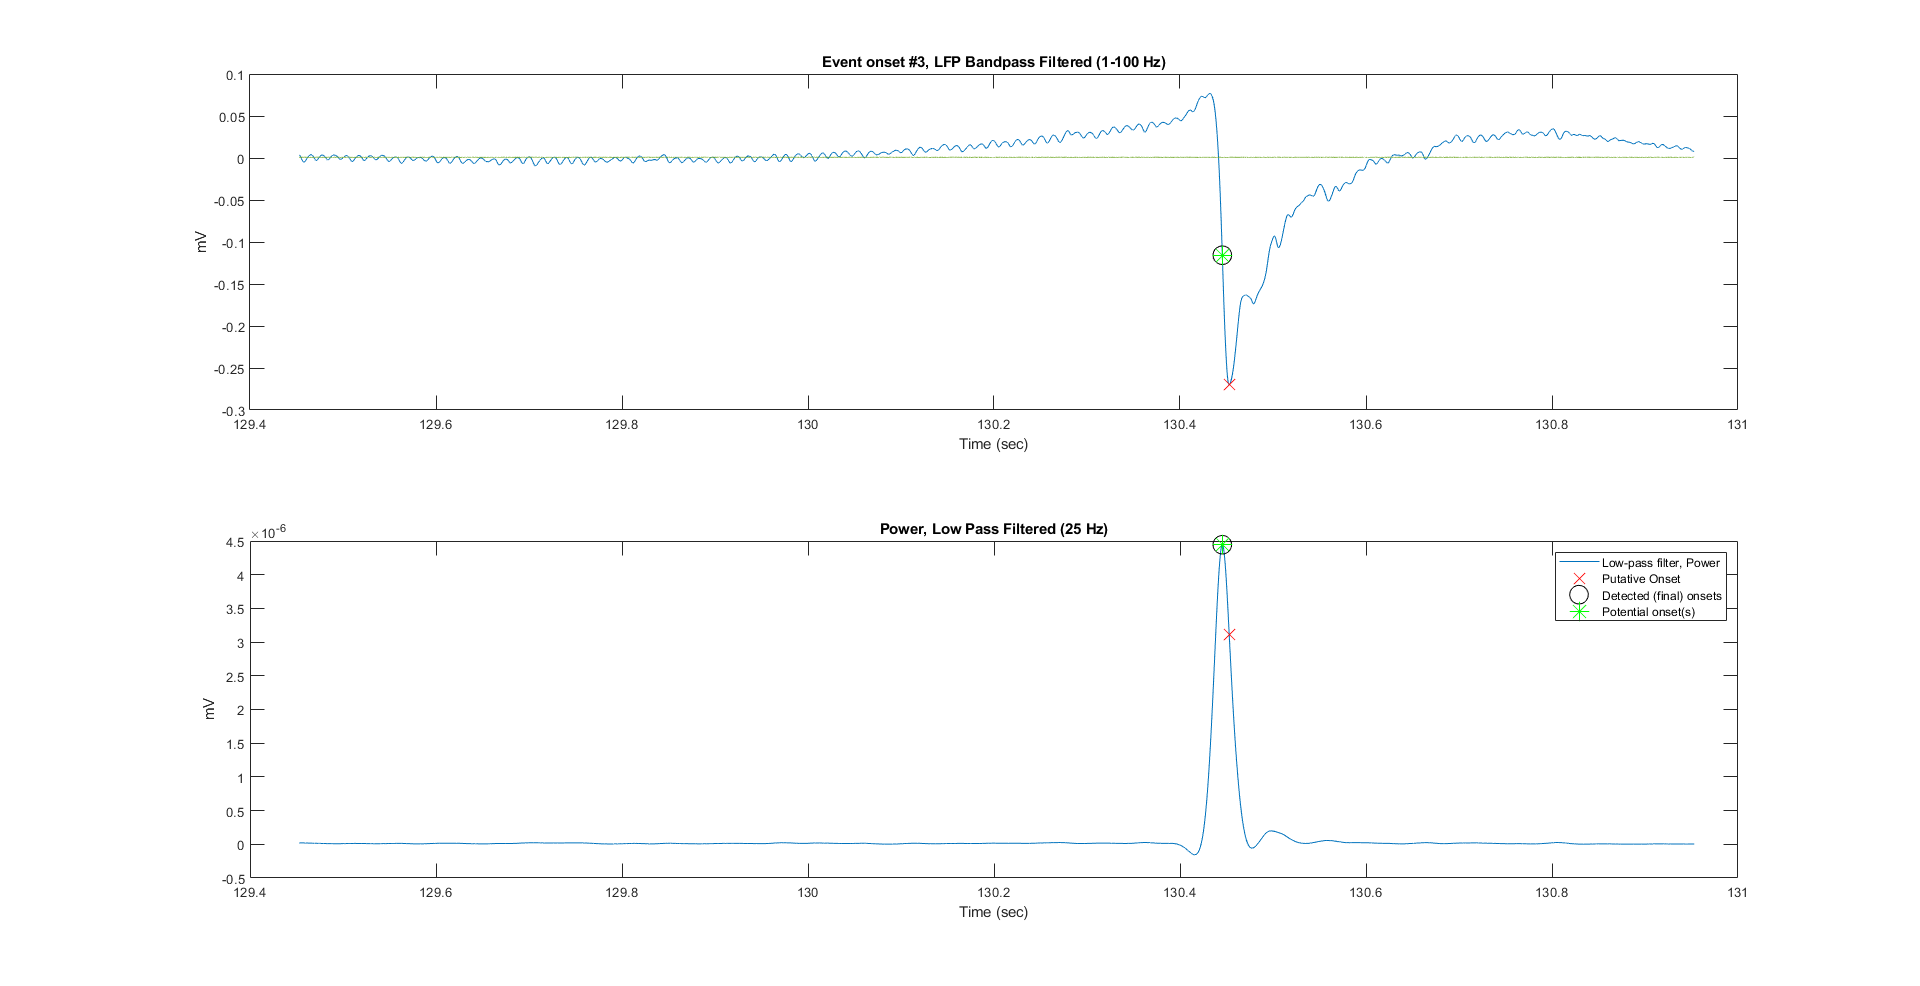 Event onset #3, LFP Bandpass Filtered (1-100 Hz)
0.1
0.05
0
-0.05
-0.1
-0.15
-0.2
-0.25
-0.3
mV
129.4 129.6 129.8 130 130.2 130.4 130.6 130.8 131
Time (sec)
Power, Low Pass Filtered (25 Hz)
×10-6
4.5
4
3.5
3
2.5
2
1.5
1
0.5
0
-0.5
mV
Low-pass filter, Power
Putative Onset
Detected (final) onsets
Potential onset(s)
129.4 129.6 129.8 130 130.2 130.4 130.6 130.8 131
Time (sec)